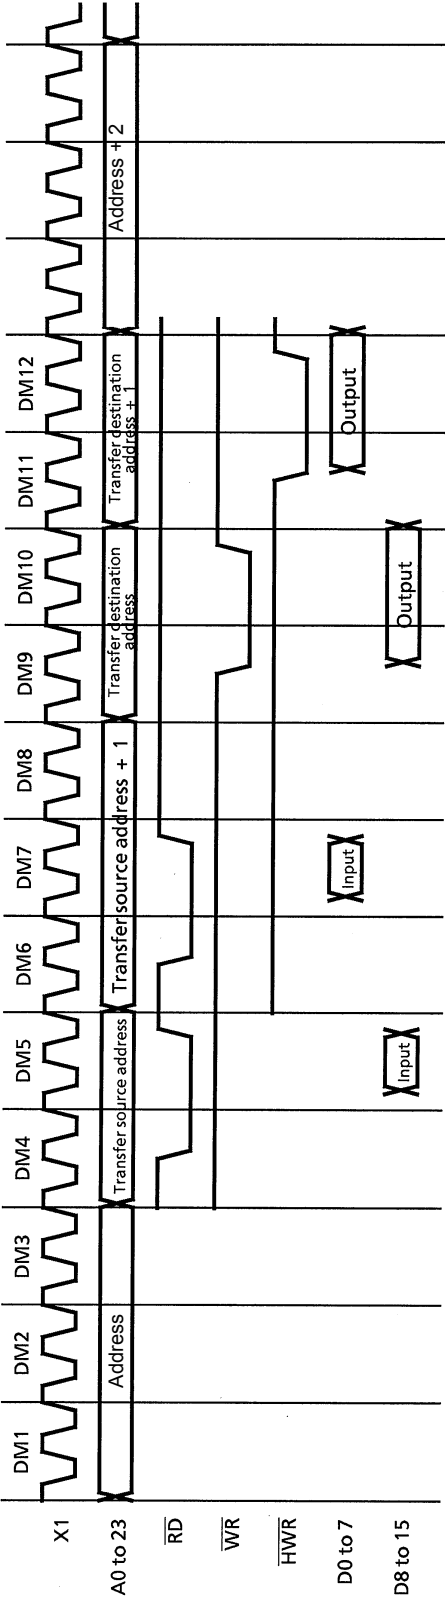 DM1 DM2 DM3 DM4 DM5 DM6 DM7 DM8 DM9 DM10 DM11 DM12
X1
A0 to 23
Address
Transfer source address
Transfer source address + 1
Transfer destination
address
Transfer destination
address + 1
Address + 2
RD
WR
HWR
D0 to 7
Input
Output
D8 to 15
Input
Output